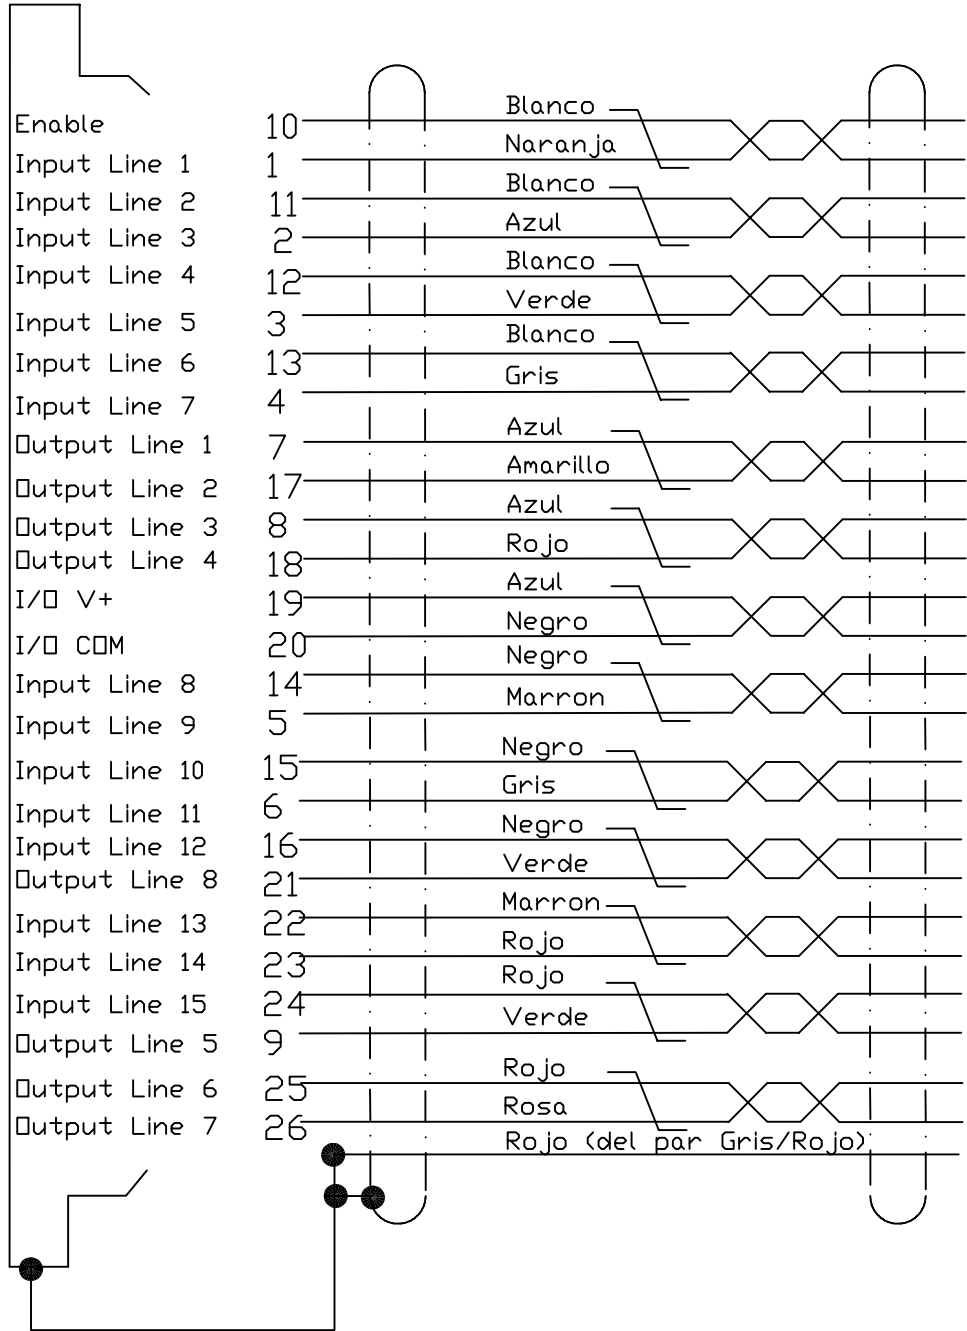 Enable 10 Blanco
Input Line 1 1 Naranja
Input Line 2 11 Blanco
Input Line 3 2 Azul
Input Line 4 12 Blanco
Input Line 5 3 Verde
Input Line 6 13 Blanco
Input Line 7 4 Gris
Output Line 1 7 Azul
Output Line 2 17 Amarillo
Output Line 3 8 Azul
Output Line 4 18 Rojo
I/O V+ 19 Azul
I/O COM 20 Negro
Input Line 8 14 Negro
Input Line 9 5 Marron
Input Line 10 15 Negro
Input Line 11 6 Gris
Input Line 12 16 Negro
Output Line 8 21 Verde
Input Line 13 22 Marron
Input Line 14 23 Rojo
Input Line 15 24 Rojo
Output Line 5 9 Verde
Output Line 6 25 Rojo
Output Line 7 26 Rosa
Rojo (del par Gris/Rojo)